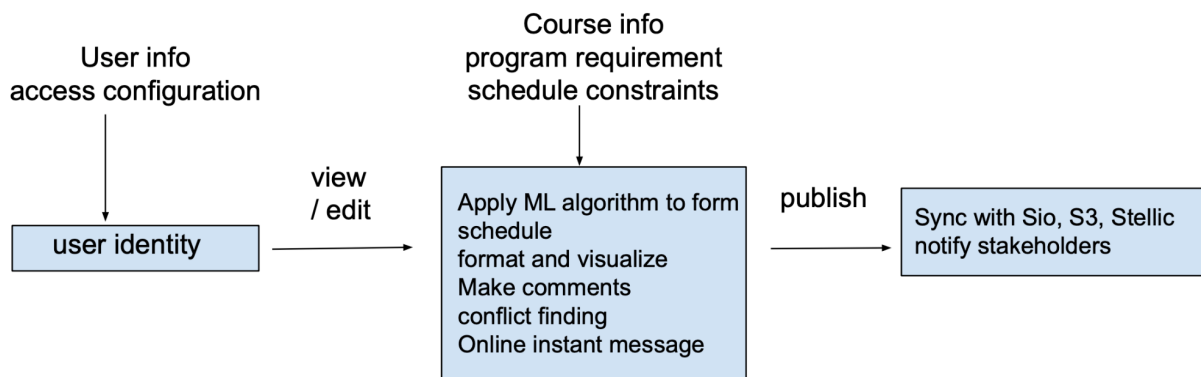 User info
access configuration
user identity
view
/ edit
Course info
program requirement
schedule constraints
Apply ML algorithm to form
schedule
format and visualize
Make comments
conflict finding
Online instant message
publish
Sync with Sio, S3, Stellic
notify stakeholders